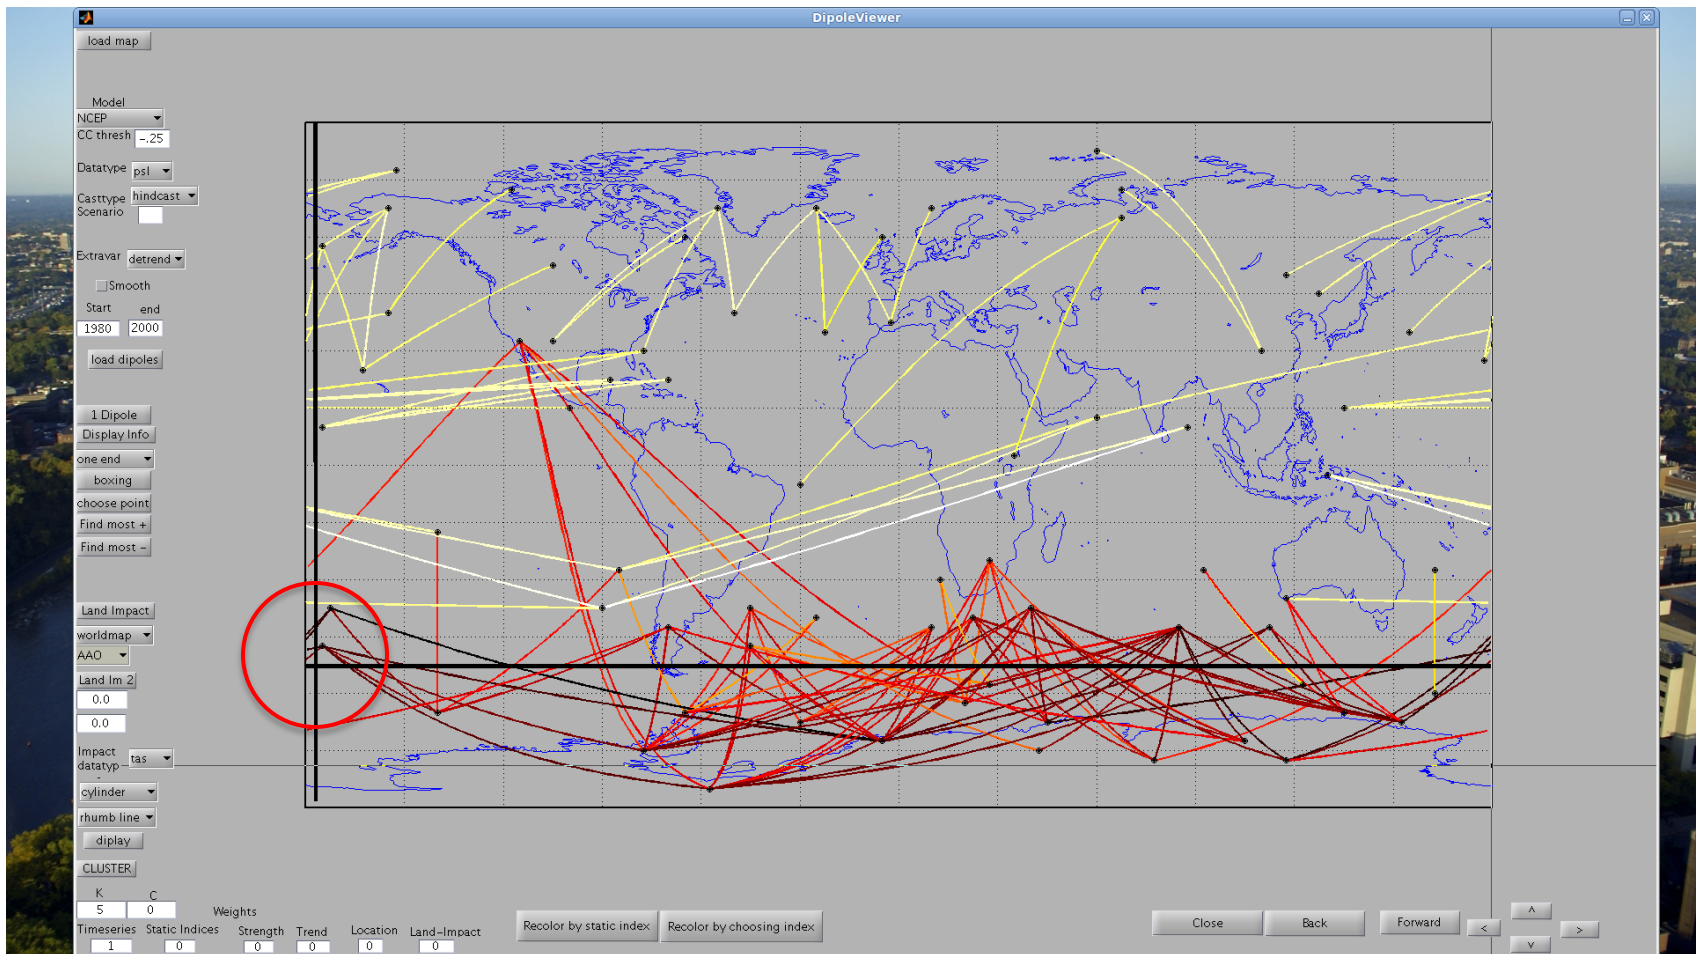 DipoleViewer
load map
Model
NCEP
CC thresh -.25
Datatype psl
Casttype hindcast
Scenario
Extravar detrend
Smooth
Start end
1980 2000
load dipoles
1 Dipole
Display Info
one end
boxing
choose point
Find most +
Find most -
Land Impact
worldmap
AAO
Land Im 2
0.0
0.0
Impact
datatyp tas
cylinder
rhumb line
diplay
CLUSTER
K C
5 0 Weights
Timeseries Static Indices Strength Trend Location Land-Impact
1 0 0 0 0 0
Recolor by static index Recolor by choosing index
Close Back Forward < ^ v >